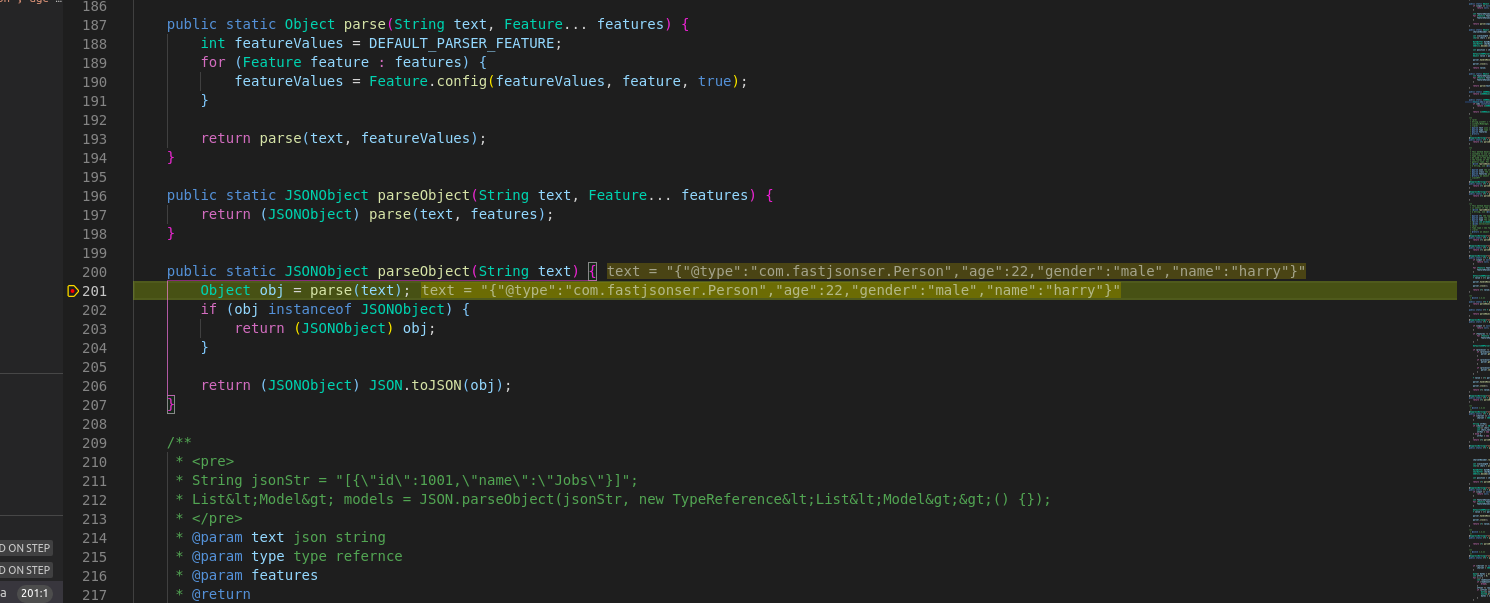 186
187 public static Object parse(String text, Feature... features) {
188 int featureValues = DEFAULT_PARSER_FEATURE;
189 for (Feature feature : features) {
190 featureValues = Feature.config(featureValues, feature, true);
191 }
192
193 return parse(text, featureValues);
194 }
195
196 public static JSONObject parseObject(String text, Feature... features) {
197 return (JSONObject) parse(text, features);
198 }
199
200 public static JSONObject parseObject(String text) { text = "{"@type":"com.fastjsonser.Person","age":22,"gender":"male","name":"harry"}"
201 Object obj = parse(text); text = "{"@type":"com.fastjsonser.Person","age":22,"gender":"male","name":"harry"}"
202 if (obj instanceof JSONObject) {
203 return (JSONObject) obj;
204 }
205
206 return (JSONObject) JSON.toJSON(obj);
207 }
208
209 /**
210 * <pre>
211 * String jsonStr = "[{\"id\":1001,\"name\":\"Jobs\"}]";
212 * List&lt;Model&gt; models = JSON.parseObject(jsonStr, new TypeReference&lt;List&lt;Model&gt;&gt;() {});
213 * </pre>
214 * @param text json string
215 * @param type type refernce
216 * @param features
217 * @return
D ON STEP
D ON STEP
a 201:1